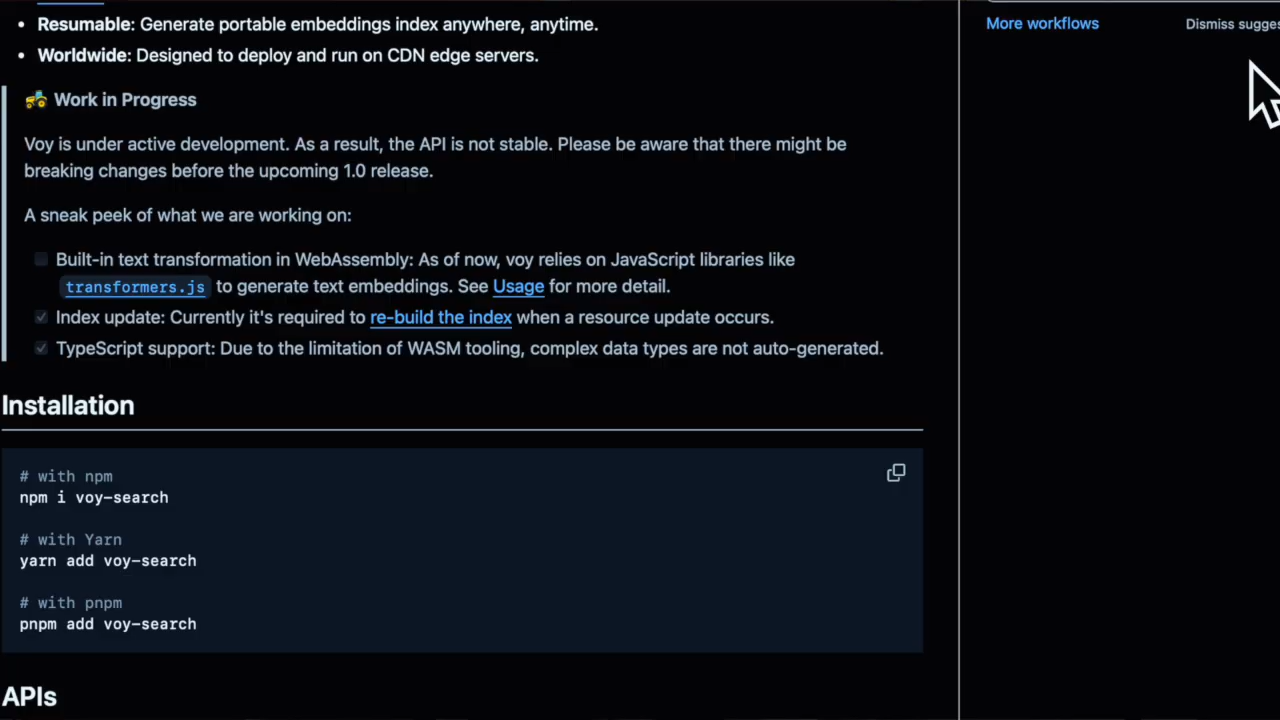 Resumable: Generate portable embeddings index anywhere, anytime.
Worldwide: Designed to deploy and run on CDN edge servers.
More workflows
Dismiss sugges
🚜 Work in Progress
Voy is under active development. As a result, the API is not stable. Please be aware that there might be
breaking changes before the upcoming 1.0 release.
A sneak peek of what we are working on:
Built-in text transformation in WebAssembly: As of now, voy relies on JavaScript libraries like
transformers.js to generate text embeddings. See Usage for more detail.
Index update: Currently it's required to re-build the index when a resource update occurs.
TypeScript support: Due to the limitation of WASM tooling, complex data types are not auto-generated.
Installation
# with npm
npm i voy-search
# with Yarn
yarn add voy-search
# with pnpm
pnpm add voy-search
APIs